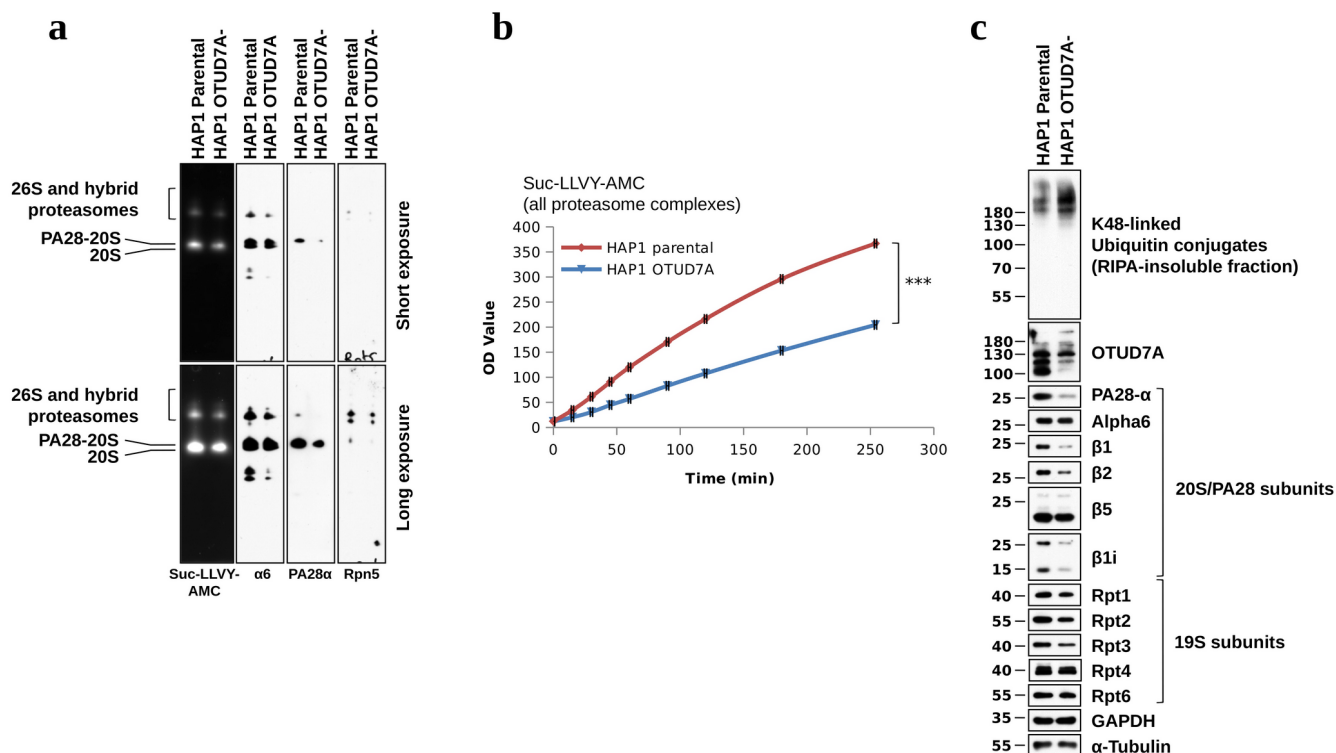 a
HAP1 Parental
HAP1 OTUD7A-
HAP1 Parental
HAP1 OTUD7A
HAP1 Parental
HAP1 OTUD7A-
HAP1 Parental
HAP1 OTUD7A-
26S and hybrid
proteasomes
PA28-20S
20S
Short exposure
26S and hybrid
proteasomes
PA28-20S
20S
Long exposure
Suc-LLVY-
AMC
α6
PA28α
Rpn5
b
Suc-LLVY-AMC
(all proteasome complexes)
400
350
300
250
200
150
100
50
0
OD Value
HAP1 parental
HAP1 OTUD7A
***
0 50 100 150 200 250 300
Time (min)
c
HAP1 Parental
HAP1 OTUD7A-
180
130
100
70
55
K48-linked
Ubiquitin conjugates
(RIPA-insoluble fraction)
180
130
100
OTUD7A
25 PA28-α
25 Alpha6
25 β1
25 β2
25 β5
25
15
β1i
20S/PA28 subunits
40 Rpt1
55 Rpt2
40 Rpt3
40 Rpt4
55 Rpt6
19S subunits
35 GAPDH
55 α-Tubulin